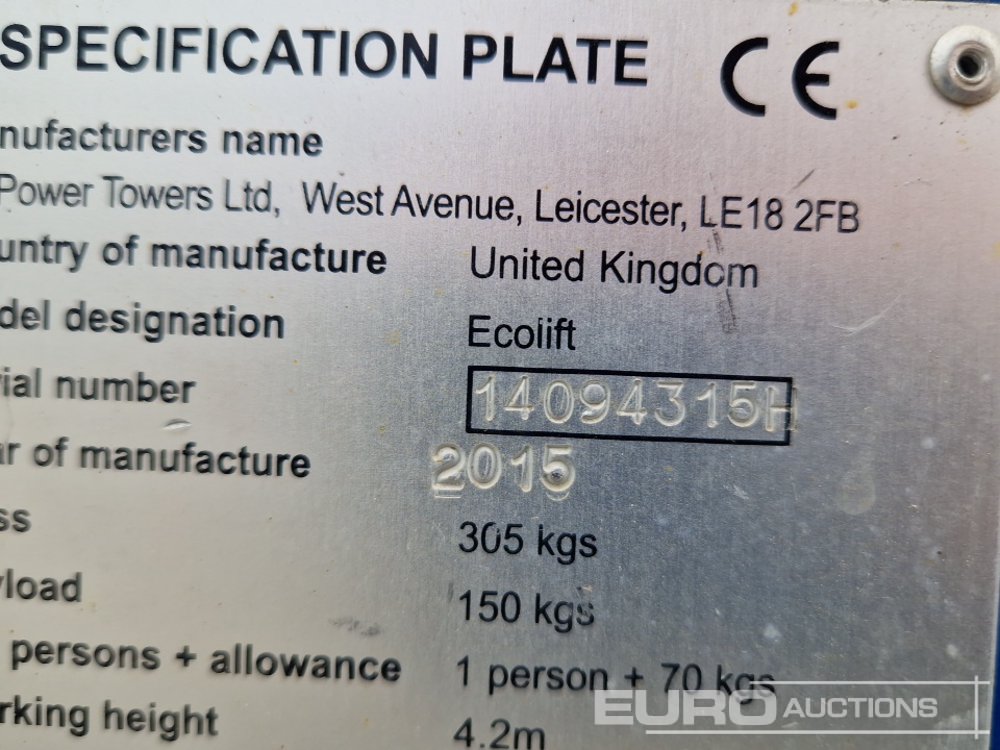 SPECIFICATION PLATE CE
nufacturers name
Power Towers Ltd, West Avenue, Leicester, LE18 2FB
untry of manufacture United Kingdom
del designation Ecolift
rial number 14094315H
ar of manufacture 2015
ss 305 kgs
yload 150 kgs
persons + allowance 1 person + 70 kgs
rking height 4.2m
EURO AUCTIONS